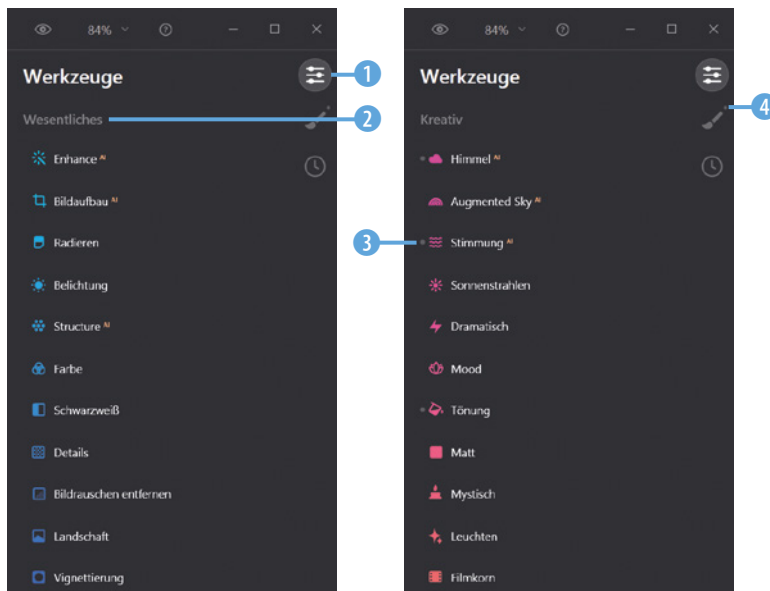 84%
Werkzeuge
1
Wesentliches
2
Enhance AI
Bildaufbau AI
Radieren
Belichtung
Structure AI
Farbe
Schwarzweiß
Details
Bildrauschen entfernen
Landschaft
Vignettierung
84%
Werkzeuge
4
Kreativ
Himmel AI
Augmented Sky AI
3
Stimmung AI
Sonnenstrahlen
Dramatisch
Mood
Tönung
Matt
Mystisch
Leuchten
Filmkorn